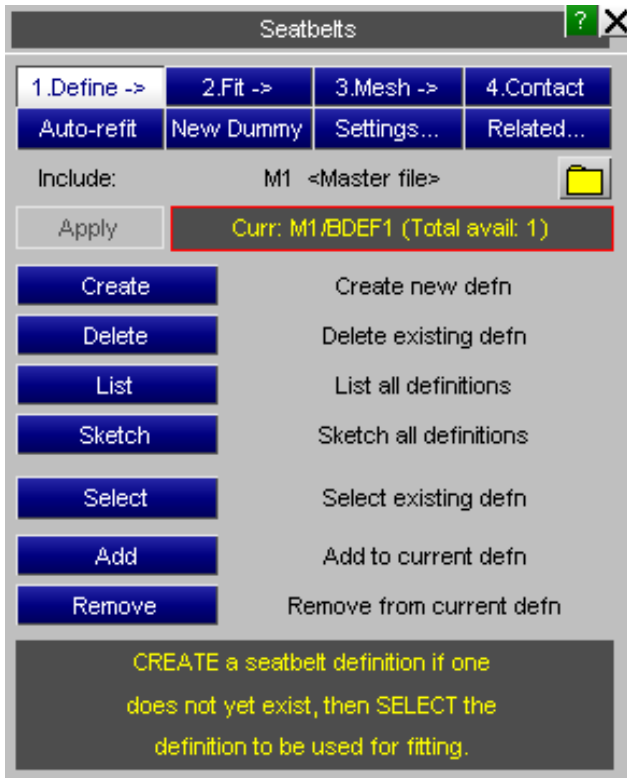 Seatbelts
?
1.Define -> 2.Fit -> 3.Mesh -> 4.Contact
Auto-refit New Dummy Settings... Related...
Include: M1 <Master file>
Apply Curr: M1/BDEF1 (Total avail: 1)
Create Create new defn
Delete Delete existing defn
List List all definitions
Sketch Sketch all definitions
Select Select existing defn
Add Add to current defn
Remove Remove from current defn
CREATE a seatbelt definition if one
does not yet exist, then SELECT the
definition to be used for fitting.